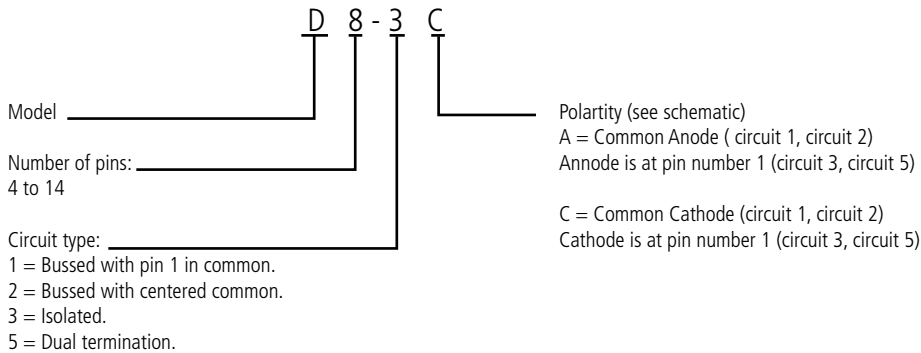 D 8 - 3 C
Model
Number of pins:
4 to 14
Circuit type:
1 = Bussed with pin 1 in common.
2 = Bussed with centered common.
3 = Isolated.
5 = Dual termination.
Polartity (see schematic)
A = Common Anode ( circuit 1, circuit 2)
Annode is at pin number 1 (circuit 3, circuit 5)
C = Common Cathode (circuit 1, circuit 2)
Cathode is at pin number 1 (circuit 3, circuit 5)